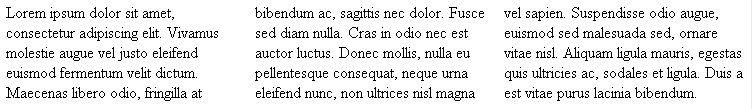 Lorem ipsum dolor sit amet,
consectetur adipiscing elit. Vivamus
molestie augue vel justo eleifend
euismod fermentum velit dictum.
Maecenas libero odio, fringilla at
bibendum ac, sagittis nec dolor. Fusce
sed diam nulla. Cras in odio nec est
auctor luctus. Donec mollis, nulla eu
pellentesque consequat, neque urna
eleifend nunc, non ultrices nisl magna
vel sapien. Suspendisse odio augue,
euismod sed malesuada sed, ornare
vitae nisl. Aliquam ligula mauris, egestas
quis ultricies ac, sodales et ligula. Duis a
est vitae purus lacinia bibendum.